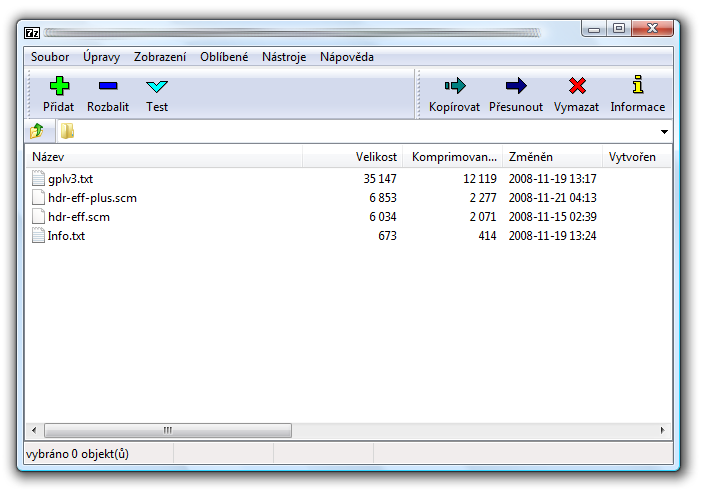 7z
Soubor Úpravy Zobrazení Oblíbené Nástroje Nápověda
Přidat Rozbalit Test Kopírovat Přesunout Vymazat Informace
Název Velikost Komprimovan... Změněn Vytvořen
gplv3.txt 35 147 12 119 2008-11-19 13:17
hdr-eff-plus.scm 6 853 2 277 2008-11-21 04:13
hdr-eff.scm 6 034 2 071 2008-11-15 02:39
Info.txt 673 414 2008-11-19 13:24
vybráno 0 objekt(ů)